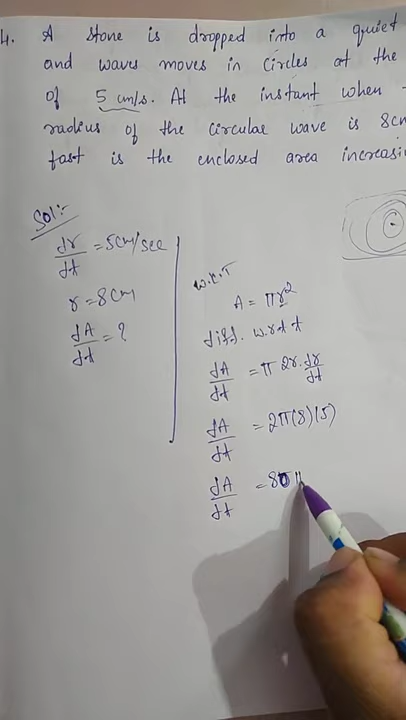 4. A stone is dropped into a quiet
and waves moves in circles at the
of 5 cm/s. At the instant when
radius of the circular wave is 8cm
fast is the enclosed area increasin
Sol:-
dr/dt = 5cm/sec
r = 8cm
dA/dt = ?
W.K.T
A = πr²
diff. w.r.t t
dA/dt = π 2r. dr/dt
dA/dt = 2π(8)(5)
dA/dt = 80π